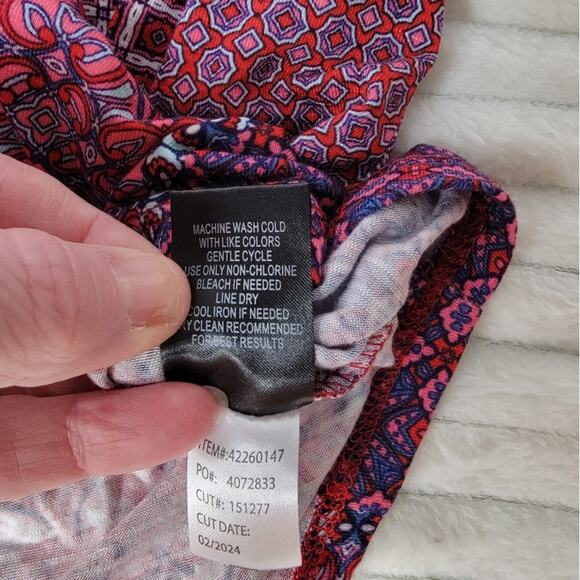 MACHINE WASH COLD
WITH LIKE COLORS
GENTLE CYCLE
USE ONLY NON-CHLORINE
BLEACH IF NEEDED
LINE DRY
COOL IRON IF NEEDED
CLEAN RECOMMENDED
FOR BEST RESULTS
ITEM#:42260147
PO#: 4072833
CUT#: 151277
CUT DATE:
02/2024